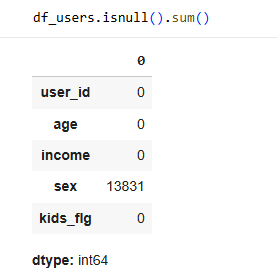 df_users.isnull().sum()
0
user_id 0
age 0
income 0
sex 13831
kids_flg 0
dtype: int64